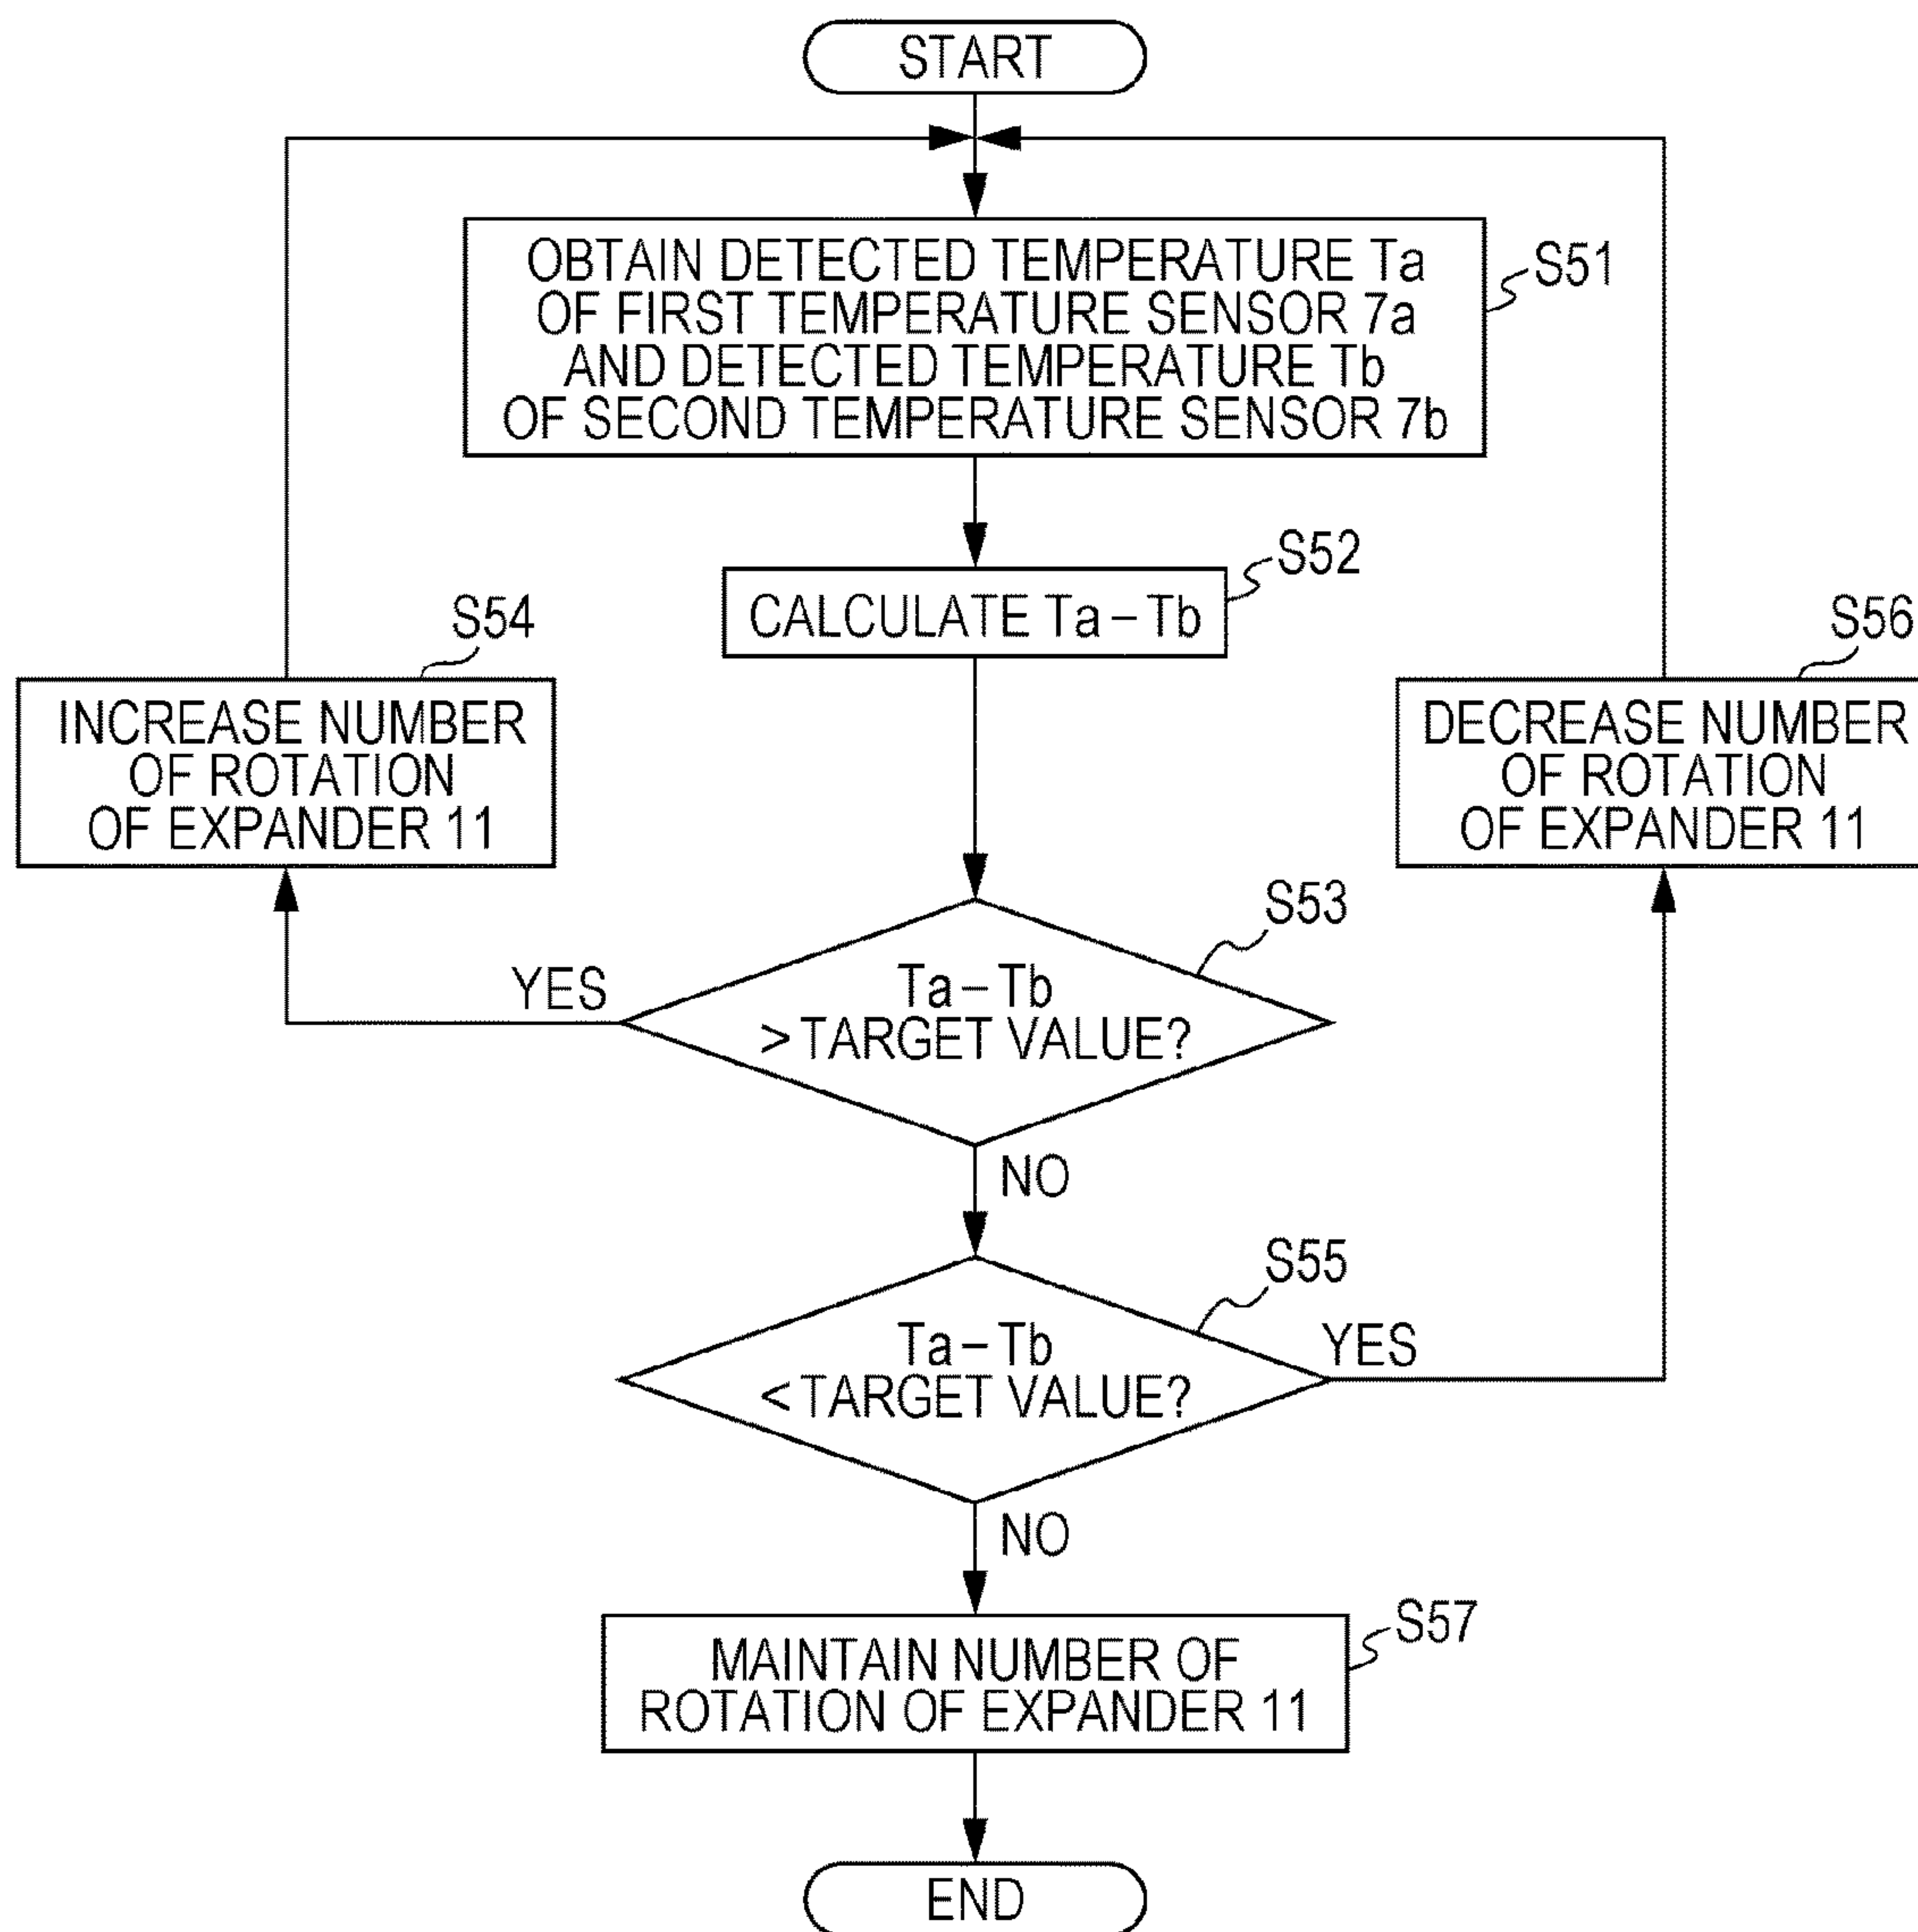 START
OBTAIN DETECTED TEMPERATURE Ta
OF FIRST TEMPERATURE SENSOR 7a
AND DETECTED TEMPERATURE Tb
OF SECOND TEMPERATURE SENSOR 7b
S51
CALCULATE Ta – Tb
S52
S54
INCREASE NUMBER
OF ROTATION
OF EXPANDER 11
S56
DECREASE NUMBER
OF ROTATION
OF EXPANDER 11
S53
YES
Ta – Tb
> TARGET VALUE?
NO
S55
Ta – Tb
< TARGET VALUE?
YES
NO
MAINTAIN NUMBER OF
ROTATION OF EXPANDER 11
S57
END